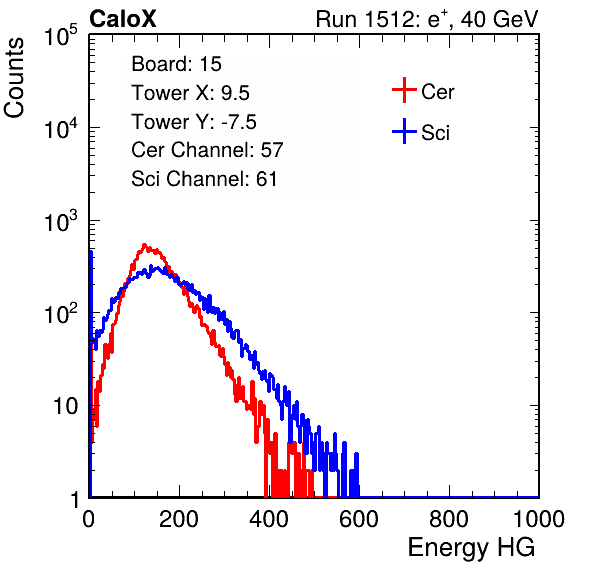 CaloX Run 1512: e⁺, 40 GeV
Counts
Board: 15
Tower X: 9.5
Tower Y: -7.5
Cer Channel: 57
Sci Channel: 61
Cer
Sci
10⁵
10⁴
10³
10²
10
1
0 200 400 600 800 1000
Energy HG